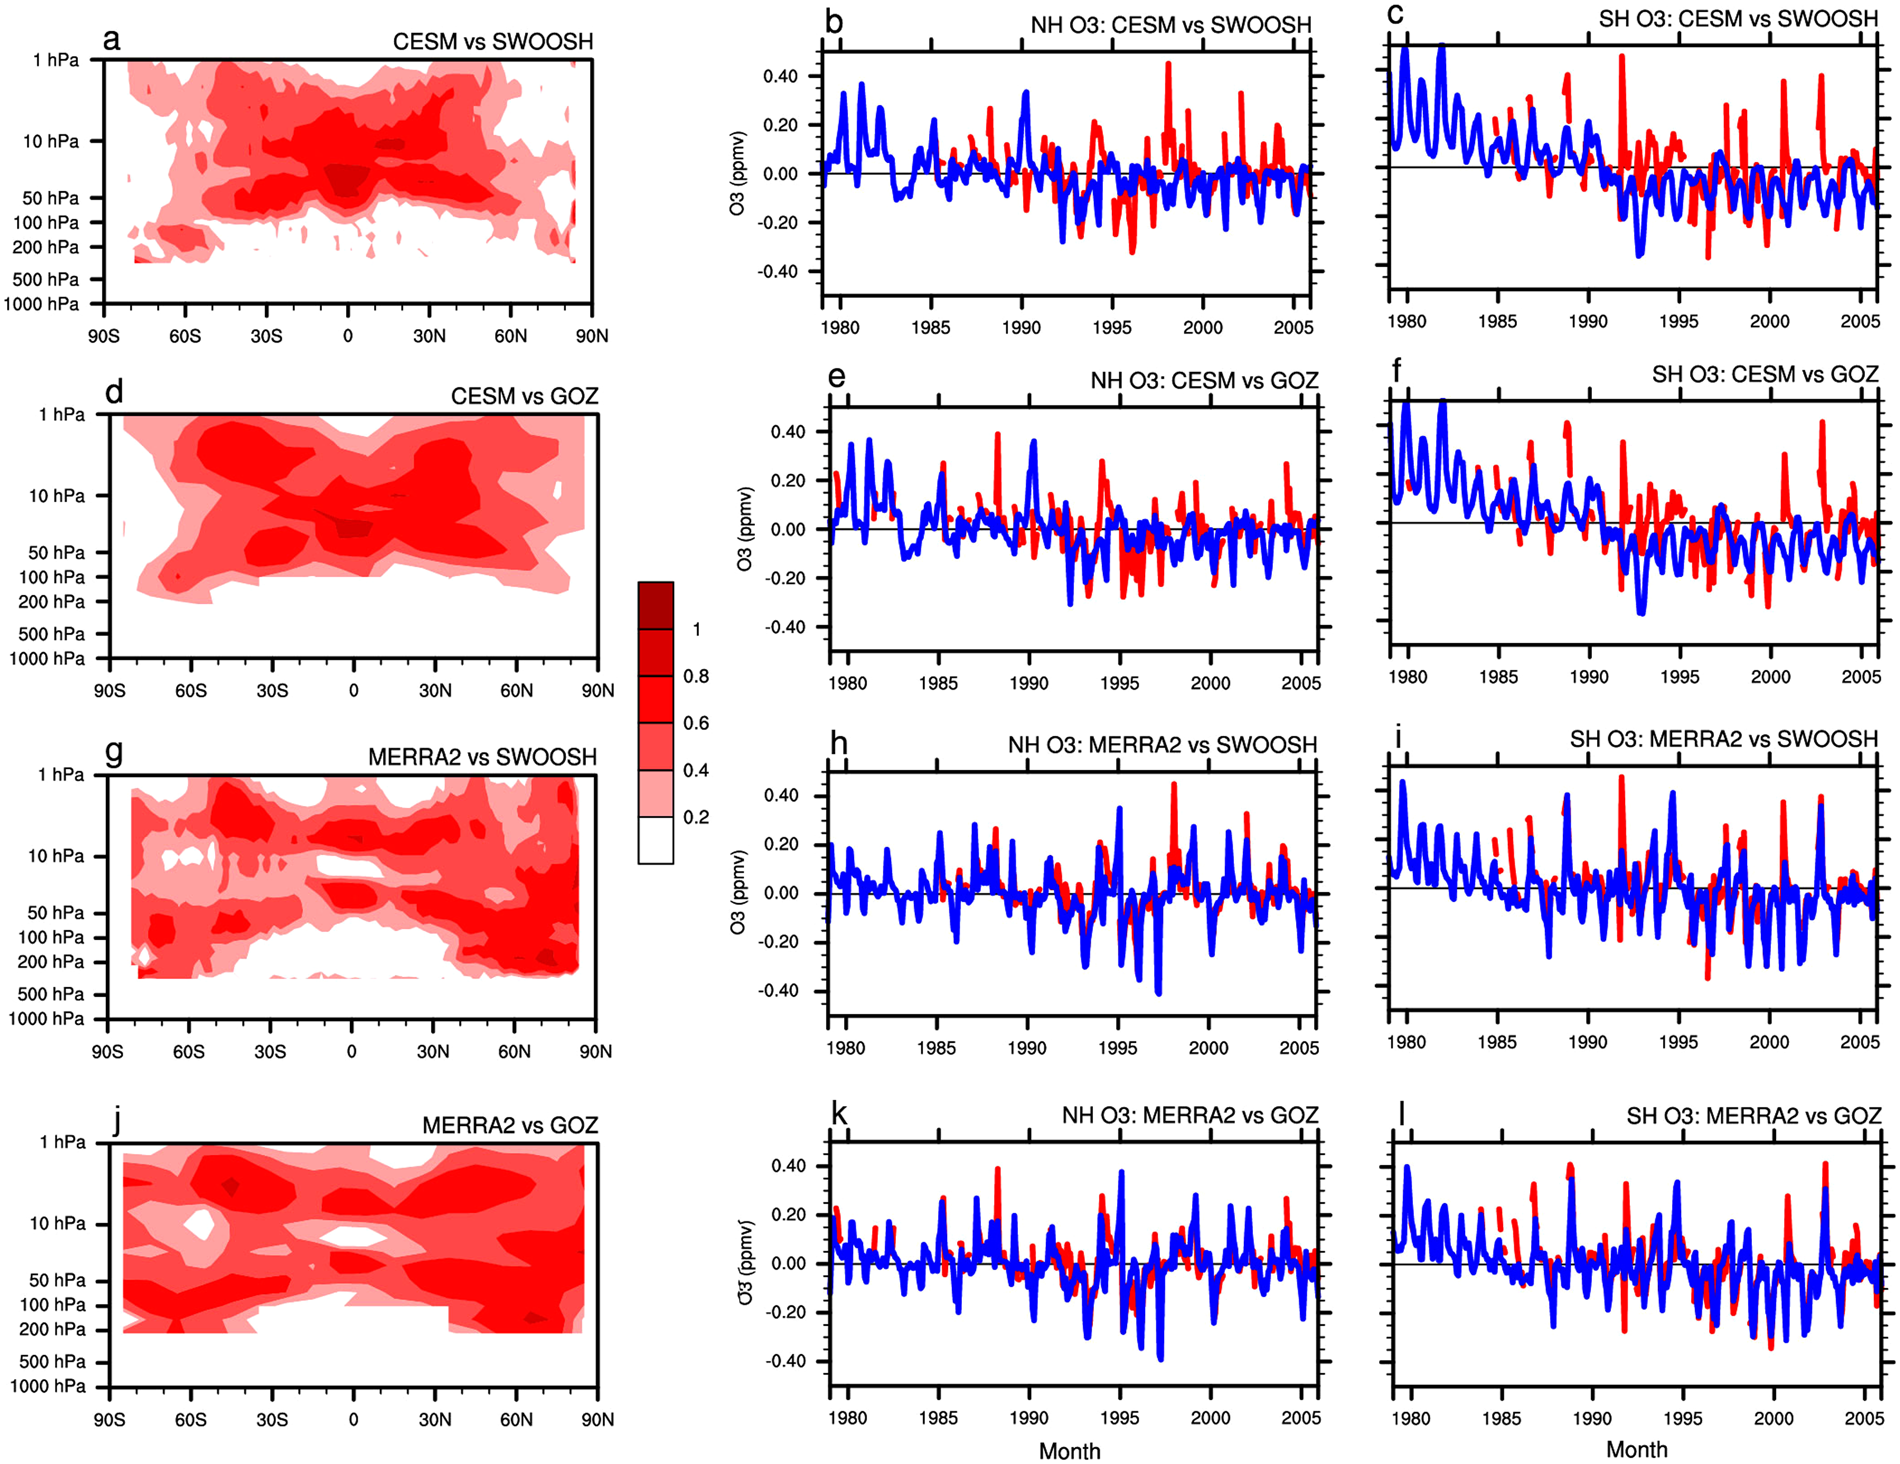 a CESM vs SWOOSH
1 hPa
10 hPa
50 hPa
100 hPa
200 hPa
500 hPa
1000 hPa
90S 60S 30S 0 30N 60N 90N
b NH O3: CESM vs SWOOSH
O3 (ppmv)
0.40
0.20
0.00
-0.20
-0.40
1980 1985 1990 1995 2000 2005
c SH O3: CESM vs SWOOSH
1980 1985 1990 1995 2000 2005
d CESM vs GOZ
1 hPa
10 hPa
50 hPa
100 hPa
200 hPa
500 hPa
1000 hPa
90S 60S 30S 0 30N 60N 90N
1
0.8
0.6
0.4
0.2
e NH O3: CESM vs GOZ
O3 (ppmv)
0.40
0.20
0.00
-0.20
-0.40
1980 1985 1990 1995 2000 2005
f SH O3: CESM vs GOZ
1980 1985 1990 1995 2000 2005
g MERRA2 vs SWOOSH
1 hPa
10 hPa
50 hPa
100 hPa
200 hPa
500 hPa
1000 hPa
90S 60S 30S 0 30N 60N 90N
h NH O3: MERRA2 vs SWOOSH
O3 (ppmv)
0.40
0.20
0.00
-0.20
-0.40
1980 1985 1990 1995 2000 2005
i SH O3: MERRA2 vs SWOOSH
1980 1985 1990 1995 2000 2005
j MERRA2 vs GOZ
1 hPa
10 hPa
50 hPa
100 hPa
200 hPa
500 hPa
1000 hPa
90S 60S 30S 0 30N 60N 90N
k NH O3: MERRA2 vs GOZ
O3 (ppmv)
0.40
0.20
0.00
-0.20
-0.40
1980 1985 1990 1995 2000 2005
Month
l SH O3: MERRA2 vs GOZ
1980 1985 1990 1995 2000 2005
Month